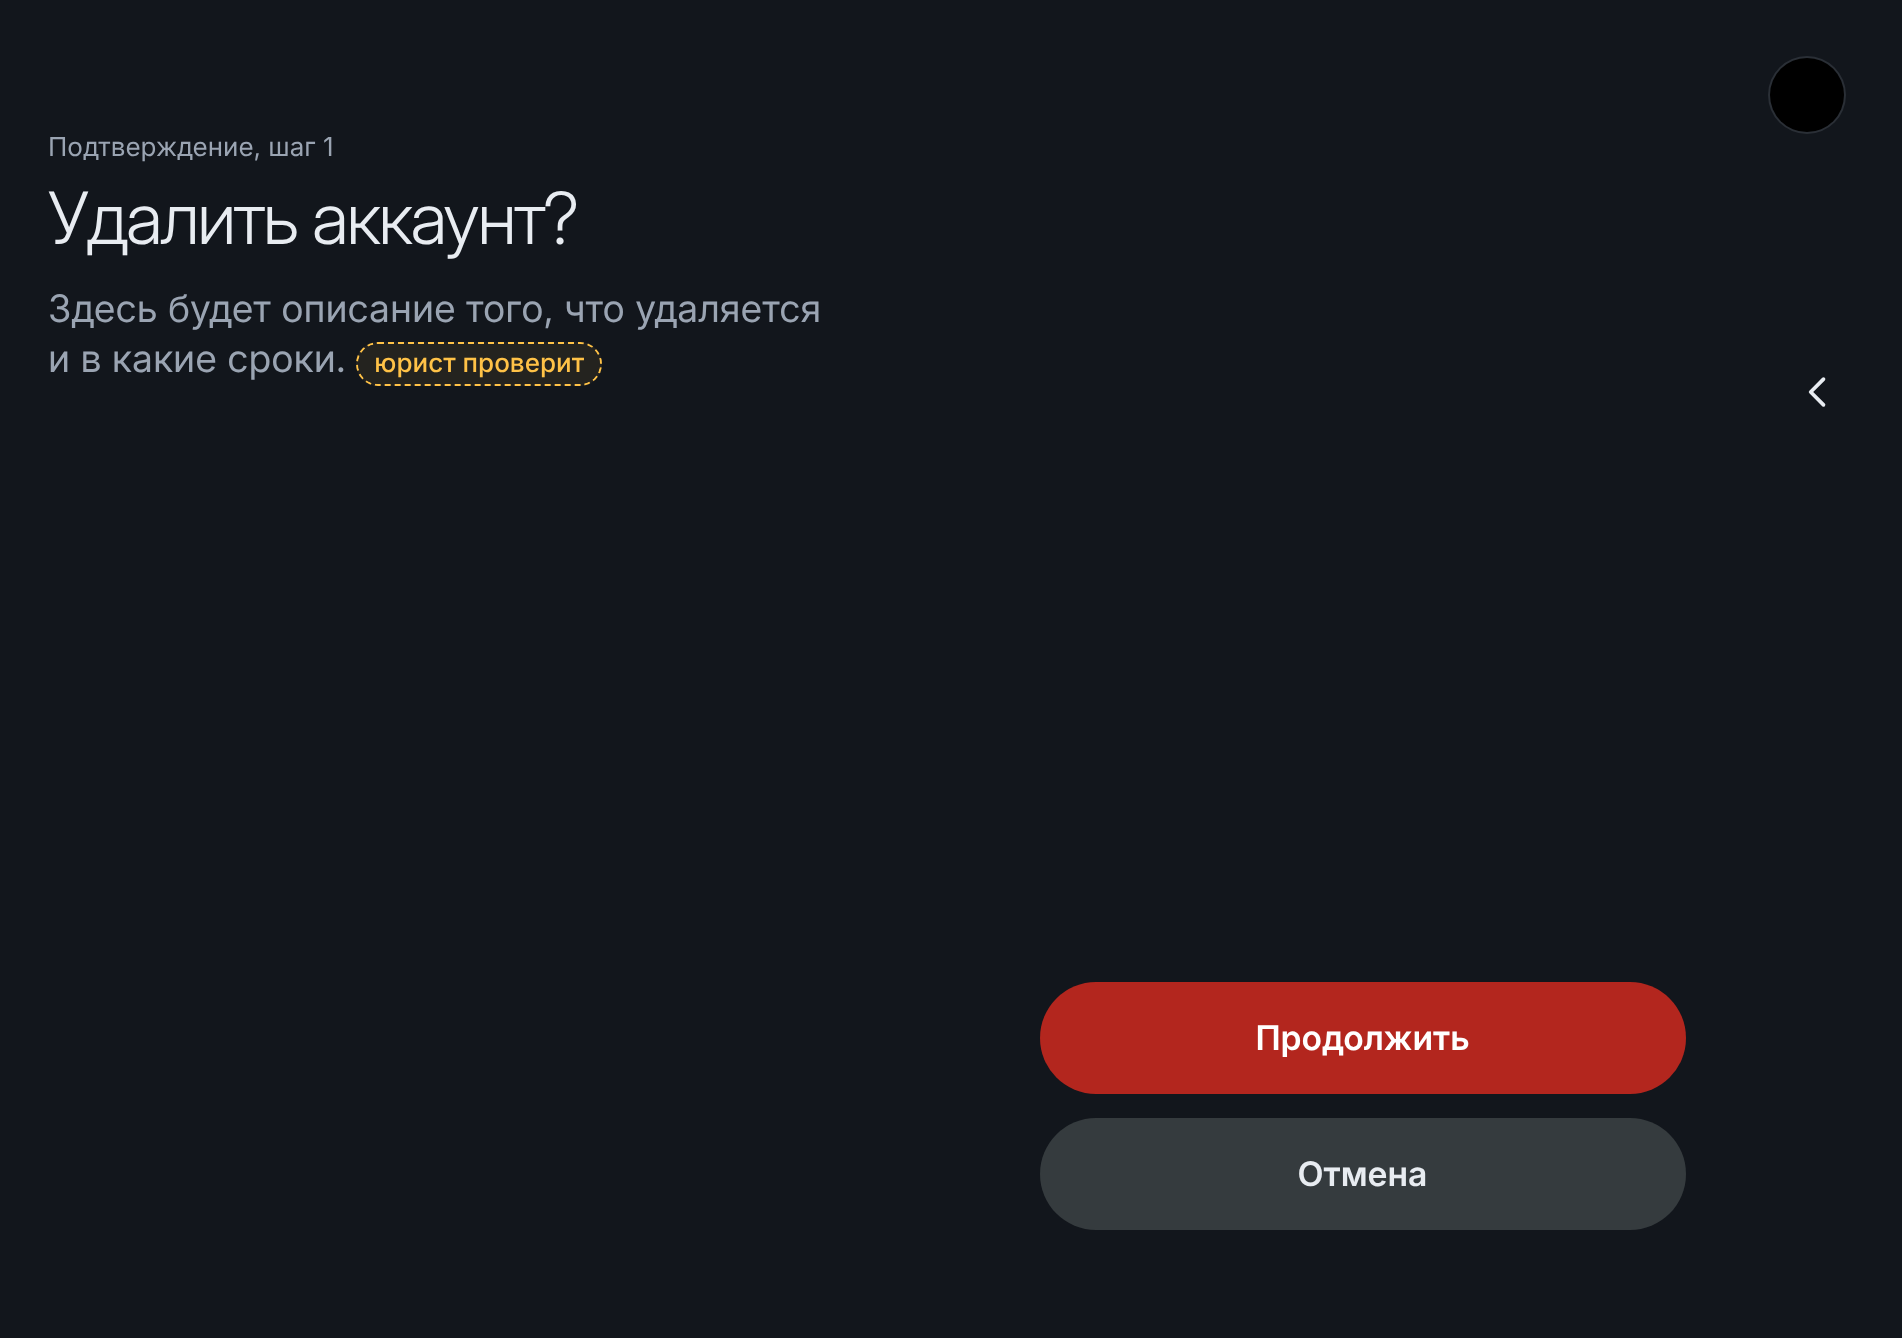 Подтверждение, шаг 1
Удалить аккаунт?
Здесь будет описание того, что удаляется
и в какие сроки. юрист проверит
Продолжить
Отмена